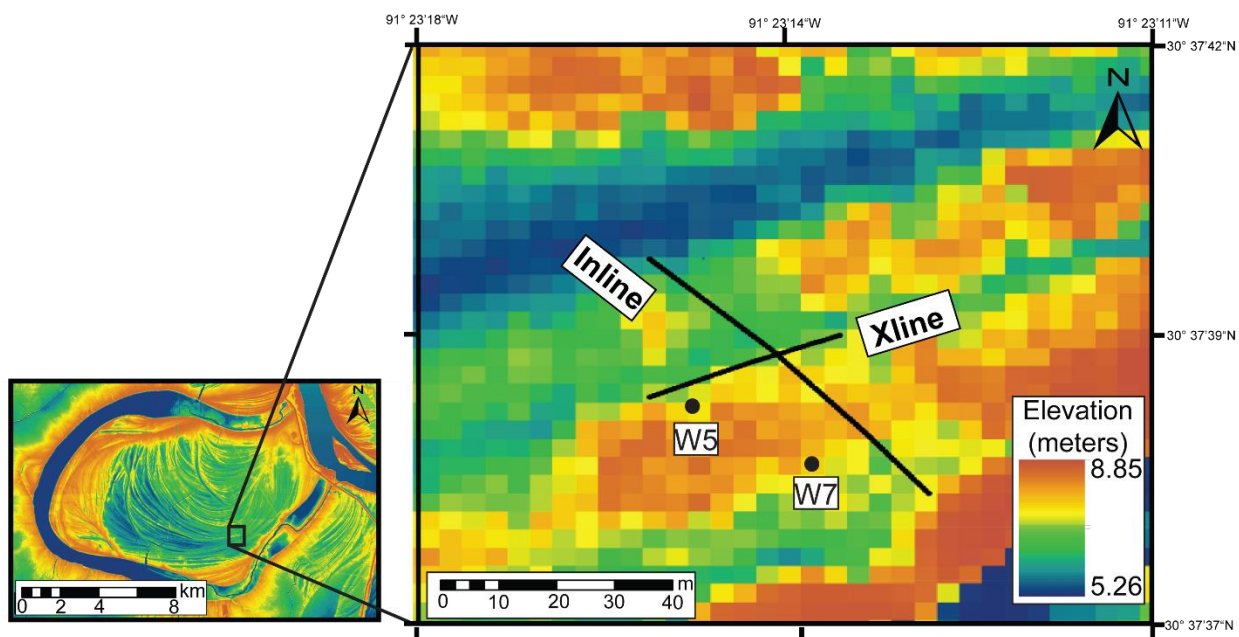 91° 23'18"W
91° 23'14"W
91° 23'11"W
30° 37'42"N
N
Inline
Xline
30° 37'39"N
W5
W7
Elevation
(meters)
8.85
5.26
m
0 10 20 30 40
30° 37'37"N
N
km
0 2 4 8